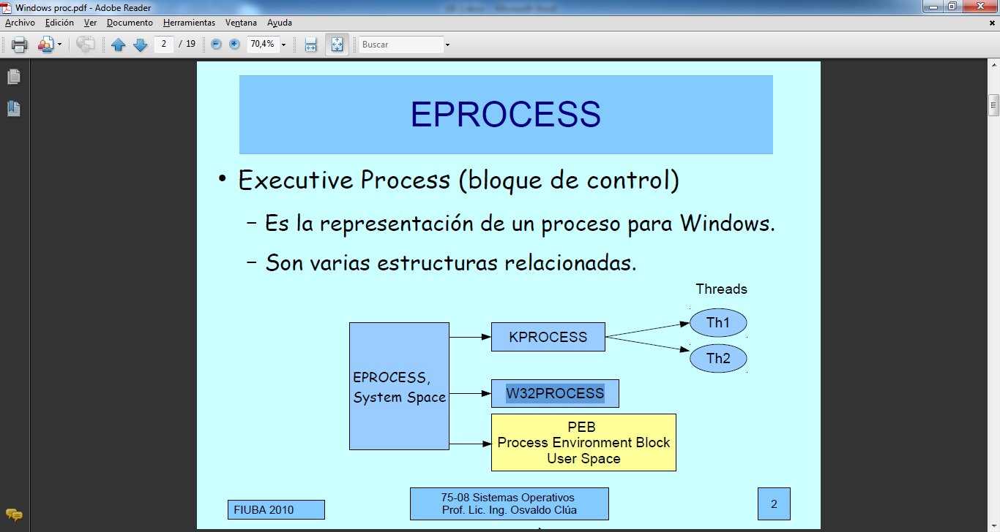 Windows proc.pdf - Adobe Reader
Archivo Edición Ver Documento Herramientas Ventana Ayuda
2 / 19 70,4% Buscar
EPROCESS
• Executive Process (bloque de control)
– Es la representación de un proceso para Windows.
– Son varias estructuras relacionadas.
Threads
Th1
KPROCESS
Th2
EPROCESS,
System Space
W32PROCESS
PEB
Process Environment Block
User Space
FIUBA 2010
75-08 Sistemas Operativos
Prof. Lic. Ing. Osvaldo Clúa
2